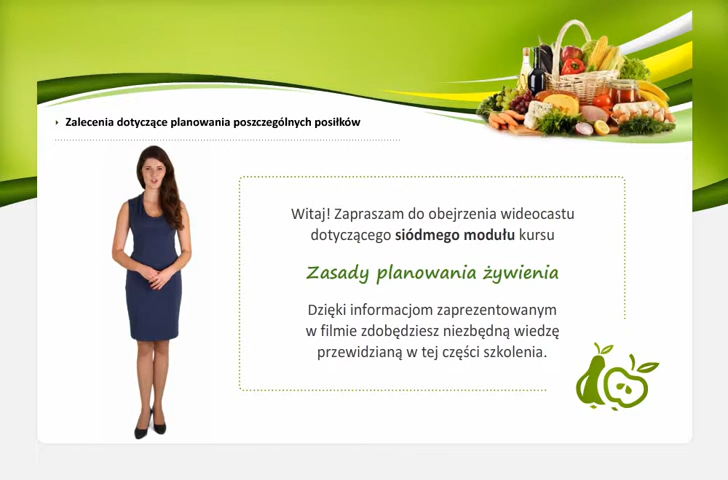 Zalecenia dotyczące planowania poszczególnych posiłków
Witaj! Zapraszam do obejrzenia wideocastu
dotyczącego siódmego modułu kursu
Zasady planowania żywienia
Dzięki informacjom zaprezentowanym
w filmie zdobędziesz niezbędną wiedzę
przewidzianą w tej części szkolenia.